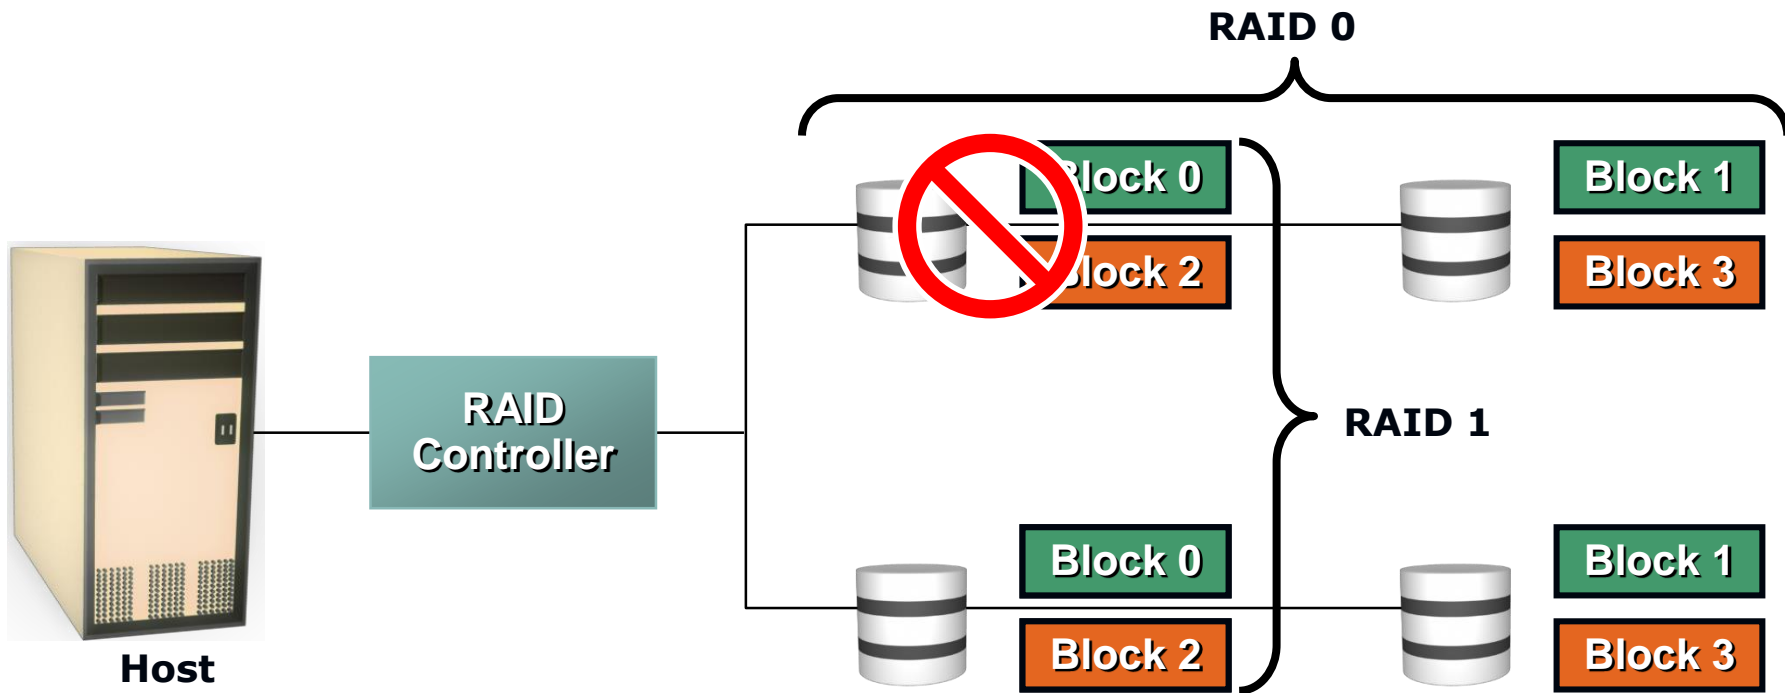 RAID 0
Block 0
Block 1
Block 2
Block 3
RAID
Controller
RAID 1
Block 0
Block 1
Block 2
Block 3
Host